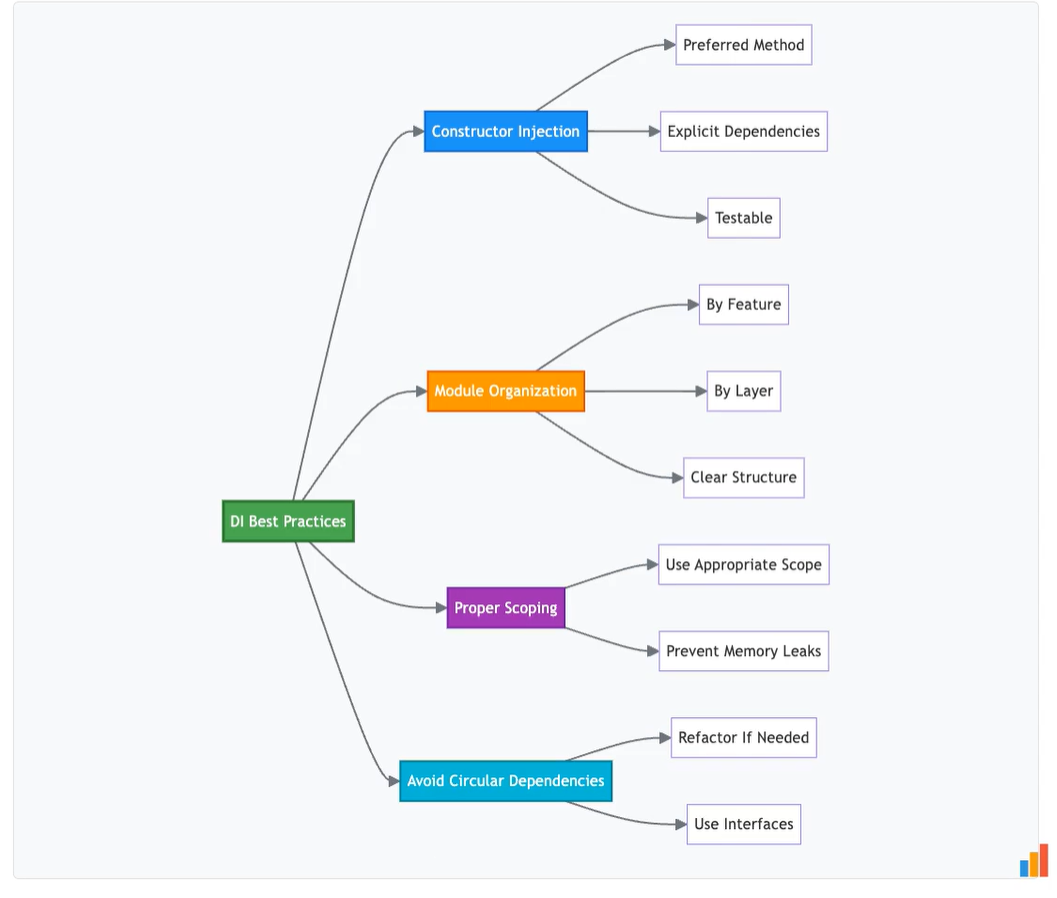 Preferred Method
Constructor Injection
Explicit Dependencies
Testable
By Feature
Module Organization
By Layer
Clear Structure
DI Best Practices
Use Appropriate Scope
Proper Scoping
Prevent Memory Leaks
Refactor If Needed
Avoid Circular Dependencies
Use Interfaces